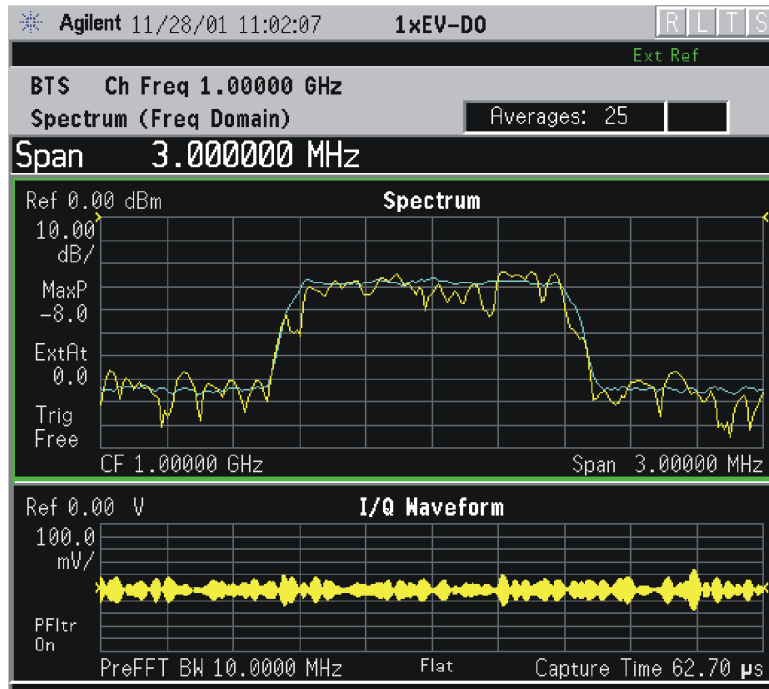 Agilent 11/28/01 11:02:07 1xEV-DO R L T S
Ext Ref
BTS Ch Freq 1.00000 GHz
Spectrum (Freq Domain) Averages: 25
Span 3.000000 MHz
Ref 0.00 dBm Spectrum
10.00
dB/
MaxP
-8.0
ExtAt
0.0
Trig
Free
CF 1.00000 GHz Span 3.00000 MHz
Ref 0.00 V I/Q Waveform
100.0
mV/
PFltr
On
PreFFT BW 10.0000 MHz Flat Capture Time 62.70 µs